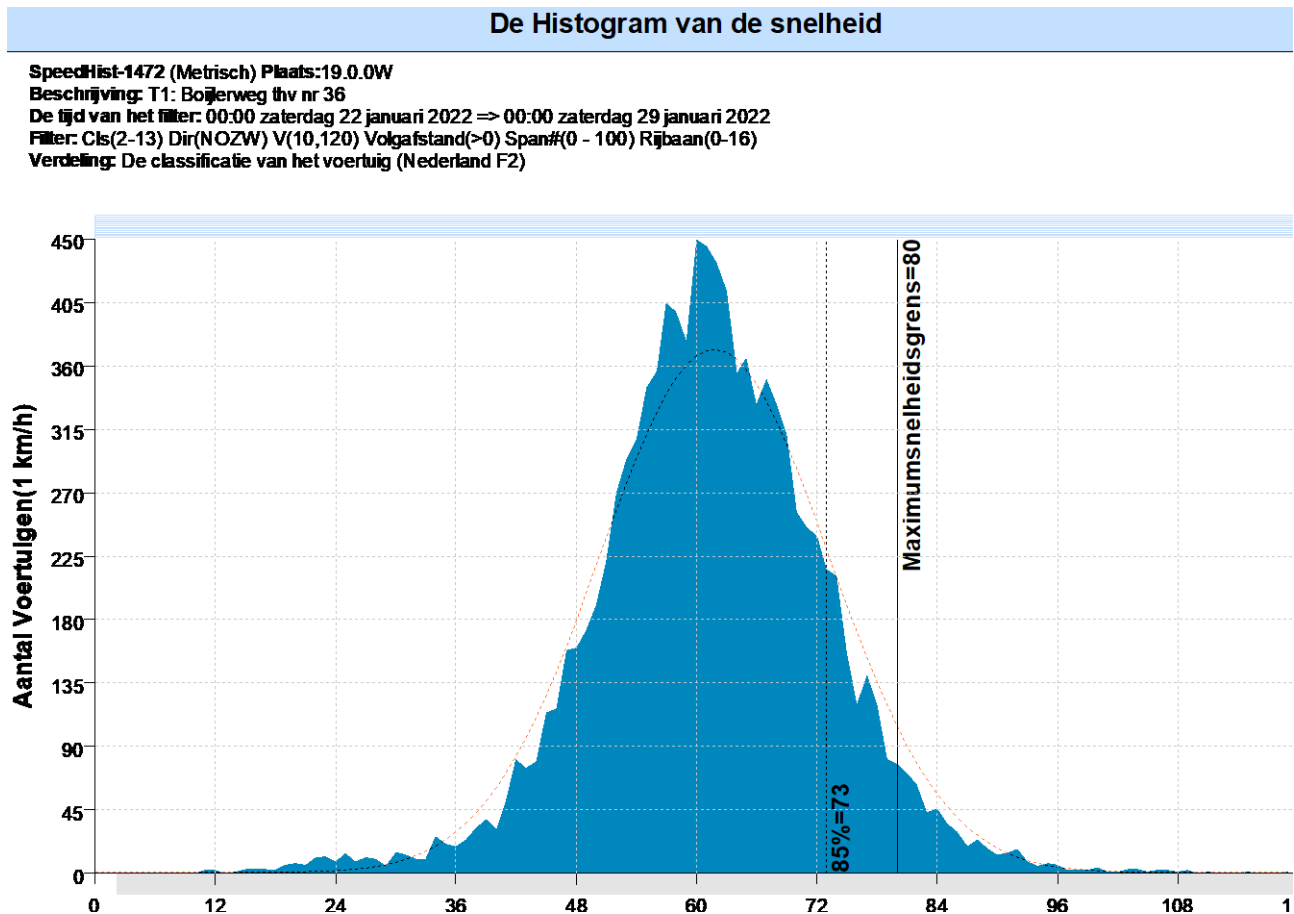 De Histogram van de snelheid
SpeedHist-1472 (Metrisch) Plaats:19.0.0W
Beschrijving: T1: Boijlerweg thv nr 36
De tijd van het filter: 00:00 zaterdag 22 januari 2022 => 00:00 zaterdag 29 januari 2022
Filter: Cls(2-13) Dir(NOZW) V(10,120) Volgafstand(>0) Span#(0 - 100) Rijbaan(0-16)
Verdeling: De classificatie van het voertuig (Nederland F2)
450
405
360
315
270
225
180
135
90
45
0
Aantal Voertuigen(1 km/h)
Maximumsnelheidsgrens=80
85%=73
0 12 24 36 48 60 72 84 96 108 1